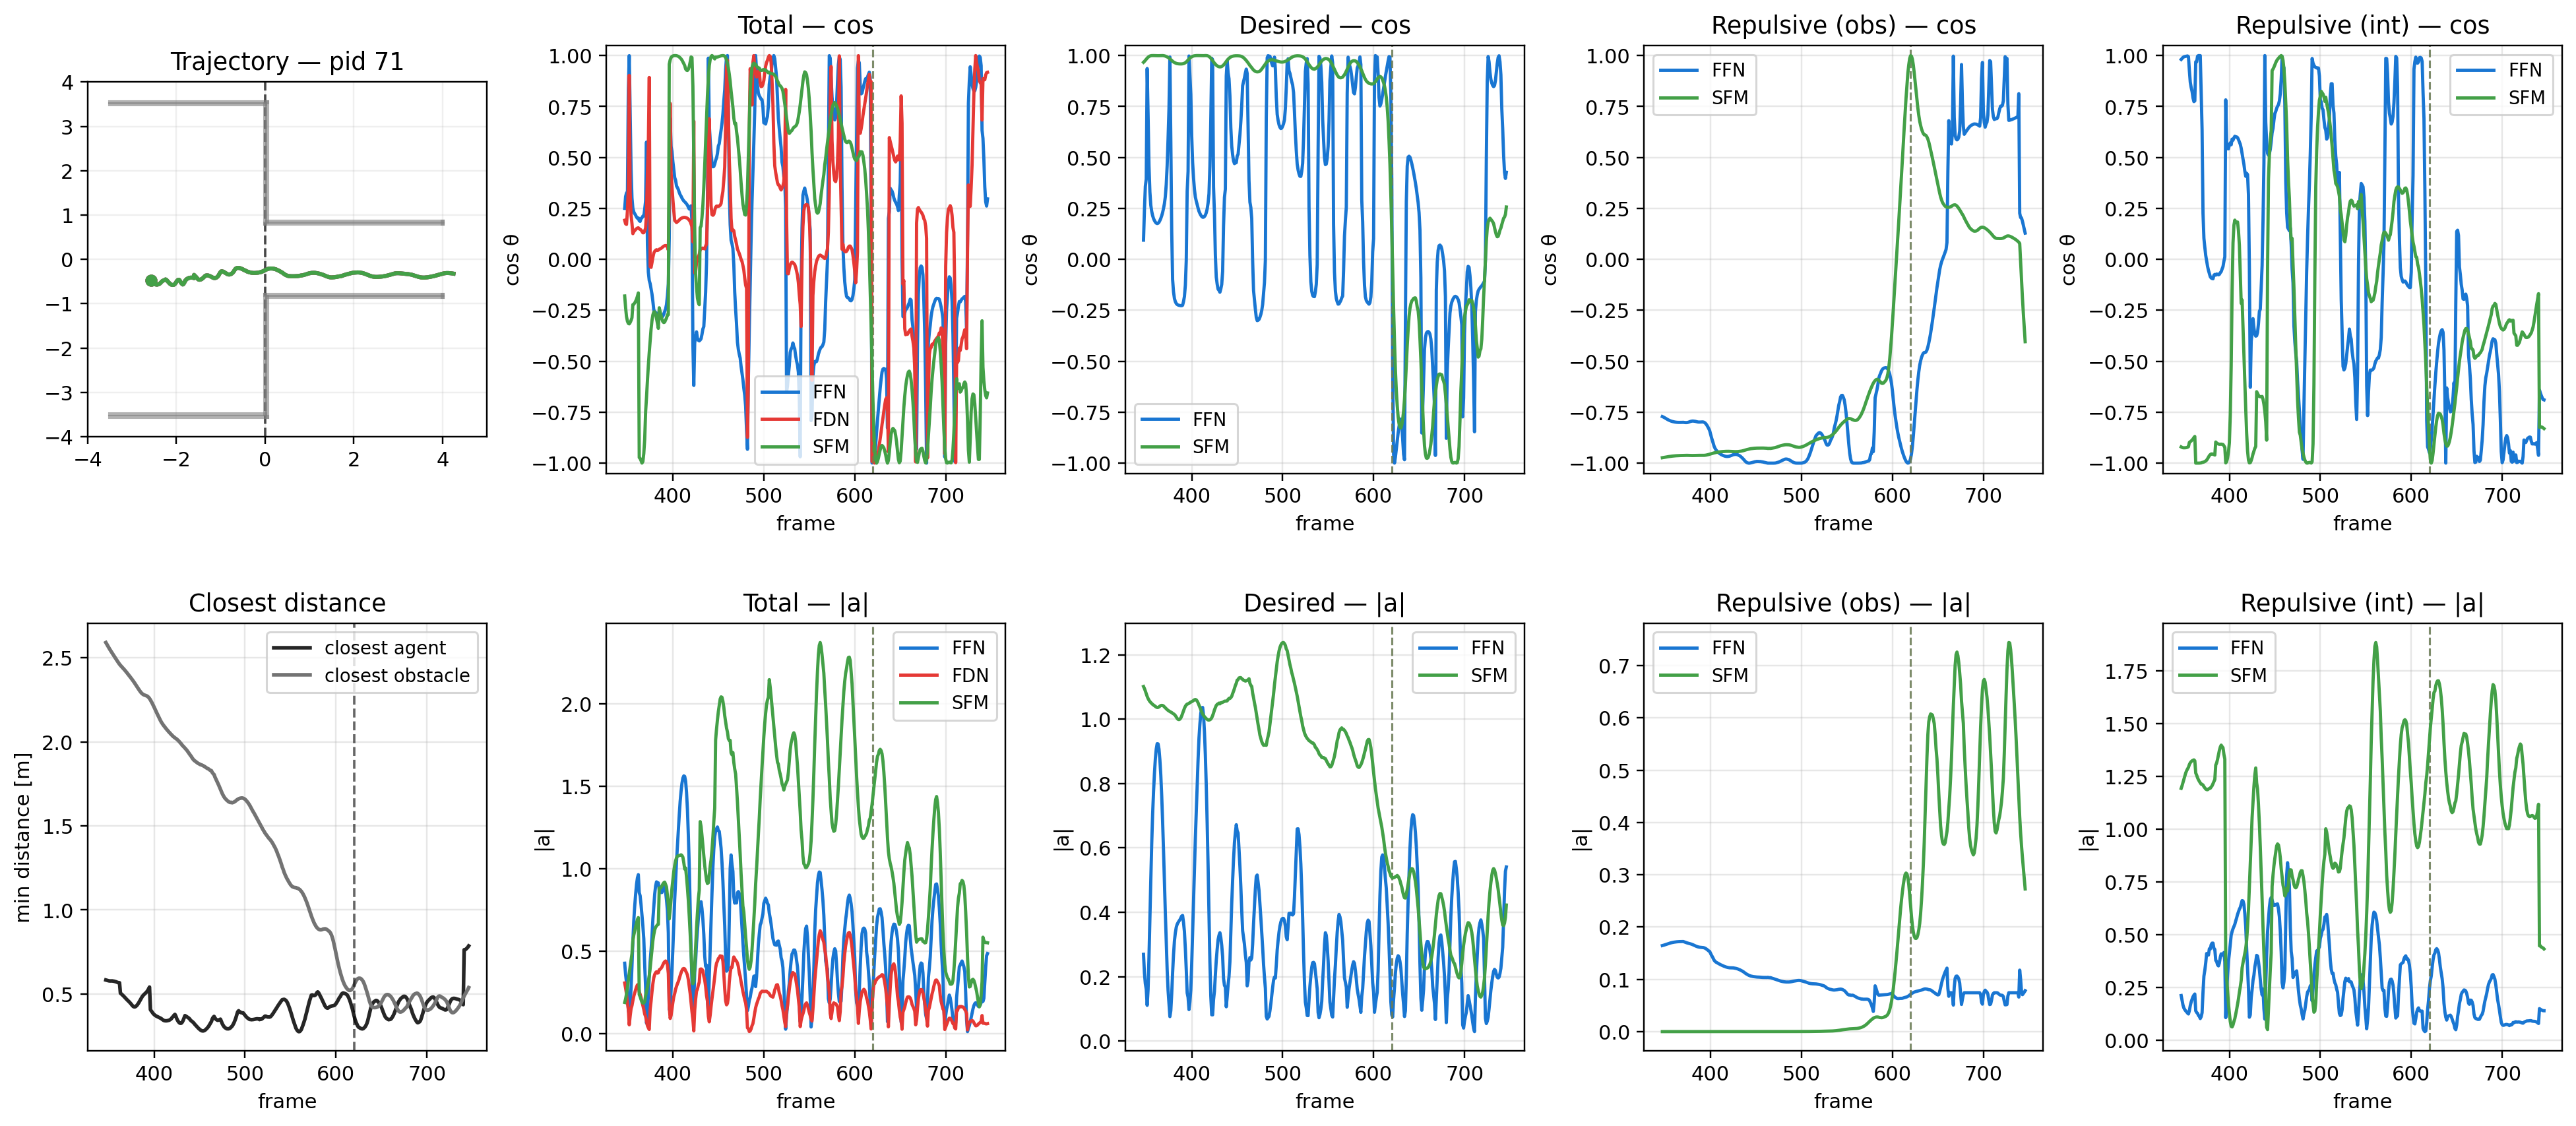 Trajectory — pid 71
4
3
2
1
0
−1
−2
−3
−4
−4
−2
0
2
4
Total — cos
cos θ
1.00
0.75
0.50
0.25
0.00
−0.25
−0.50
−0.75
−1.00
FFN
FDN
SFM
400
500
600
700
frame
Desired — cos
cos θ
1.00
0.75
0.50
0.25
0.00
−0.25
−0.50
−0.75
−1.00
FFN
SFM
400
500
600
700
frame
Repulsive (obs) — cos
cos θ
1.00
0.75
0.50
0.25
0.00
−0.25
−0.50
−0.75
−1.00
FFN
SFM
400
500
600
700
frame
Repulsive (int) — cos
cos θ
1.00
0.75
0.50
0.25
0.00
−0.25
−0.50
−0.75
−1.00
FFN
SFM
400
500
600
700
frame
Closest distance
min distance [m]
2.5
2.0
1.5
1.0
0.5
closest agent
closest obstacle
400
500
600
700
frame
Total — |a|
|a|
2.0
1.5
1.0
0.5
0.0
FFN
FDN
SFM
400
500
600
700
frame
Desired — |a|
|a|
1.2
1.0
0.8
0.6
0.4
0.2
0.0
FFN
SFM
400
500
600
700
frame
Repulsive (obs) — |a|
|a|
0.7
0.6
0.5
0.4
0.3
0.2
0.1
0.0
FFN
SFM
400
500
600
700
frame
Repulsive (int) — |a|
|a|
1.75
1.50
1.25
1.00
0.75
0.50
0.25
0.00
FFN
SFM
400
500
600
700
frame